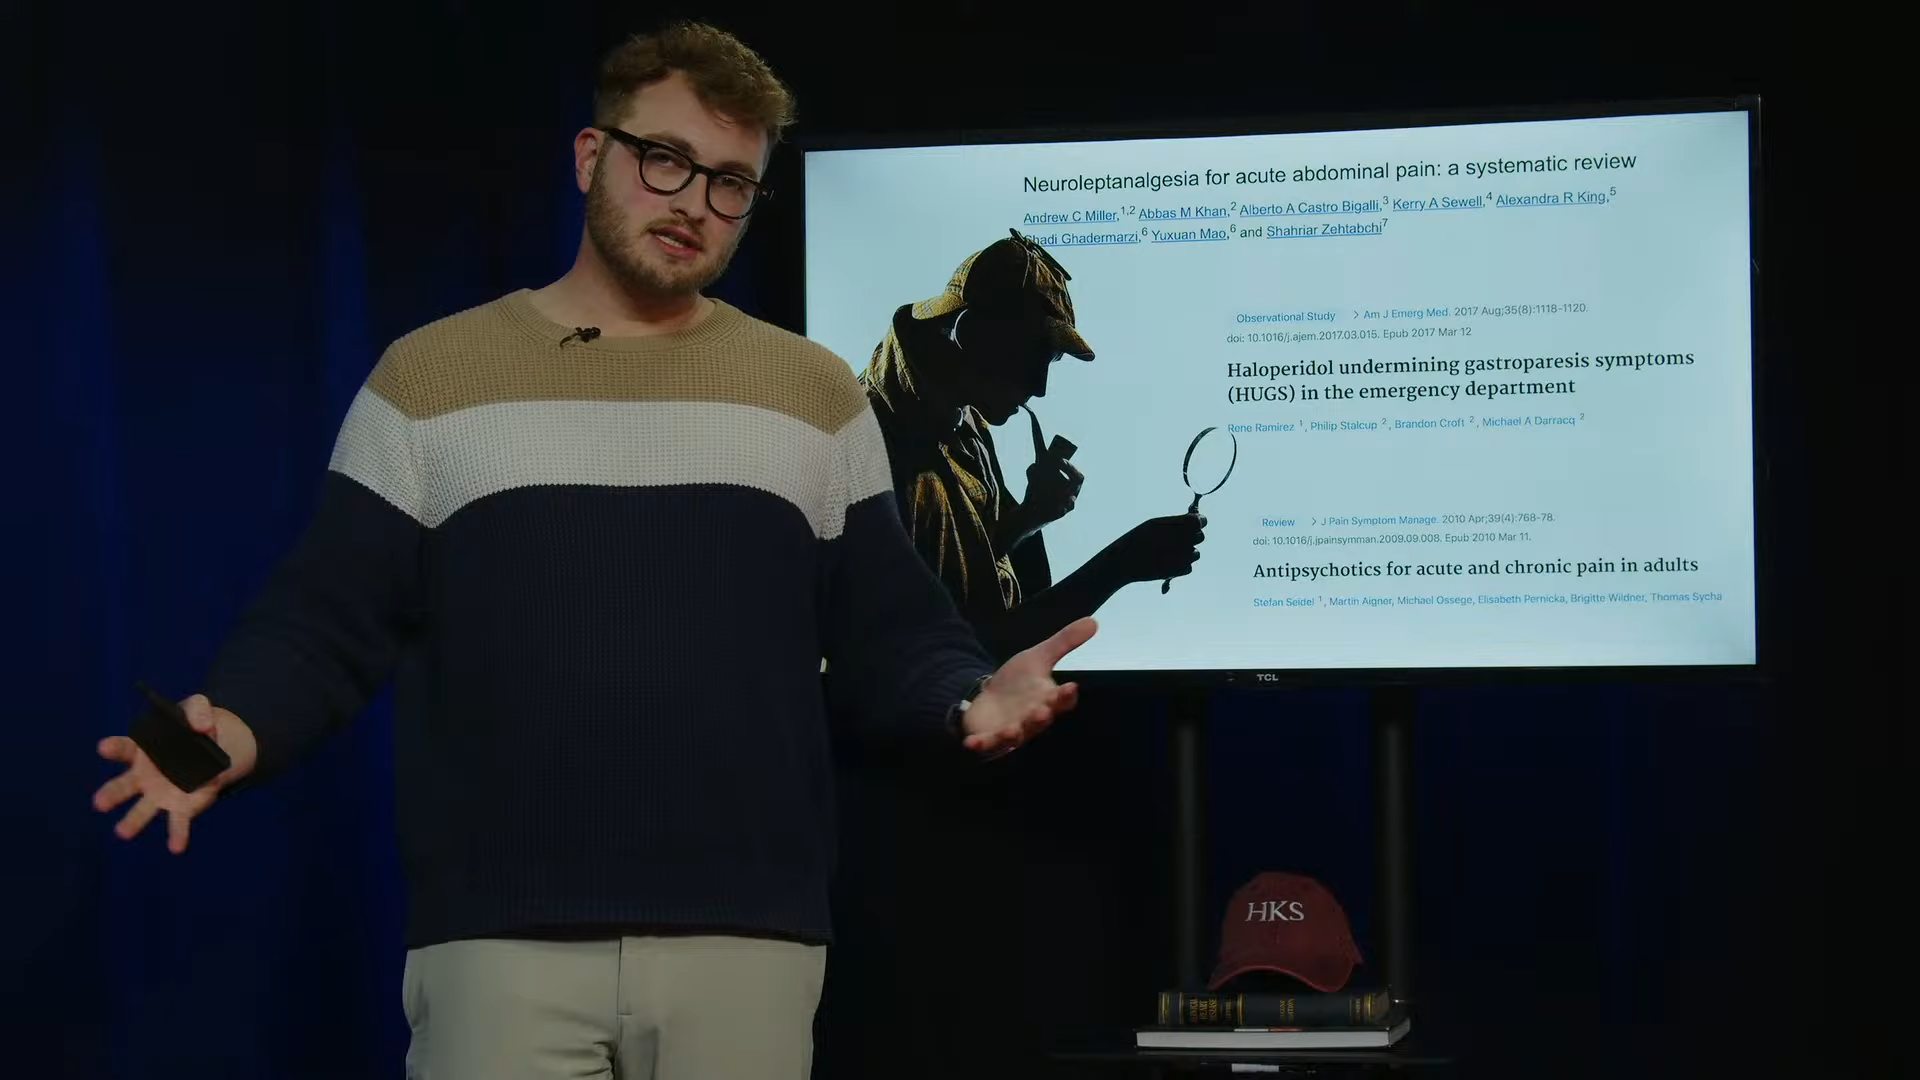 Neuroleptanalgesia for acute abdominal pain: a systematic review
Andrew C Miller,1,2 Abbas M Khan,2 Alberto A Castro Bigalli,3 Kerry A Sewell,4 Alexandra R King,5
Shadi Ghadermarzi,6 Yuxuan Mao,6 and Shahriar Zehtabchi7
Observational Study > Am J Emerg Med. 2017 Aug;35(8):1118-1120.
doi: 10.1016/j.ajem.2017.03.015. Epub 2017 Mar 12
Haloperidol undermining gastroparesis symptoms
(HUGS) in the emergency department
Rene Ramirez 1, Philip Stalcup 2, Brandon Croft 2, Michael A Darracq 2
Review > J Pain Symptom Manage. 2010 Apr;39(4):768-78.
doi: 10.1016/j.jpainsymman.2009.09.008. Epub 2010 Mar 11.
Antipsychotics for acute and chronic pain in adults
Stefan Seidel 1, Martin Aigner, Michael Ossege, Elisabeth Pernicka, Brigitte Wildner, Thomas Sycha
TCL
HKS